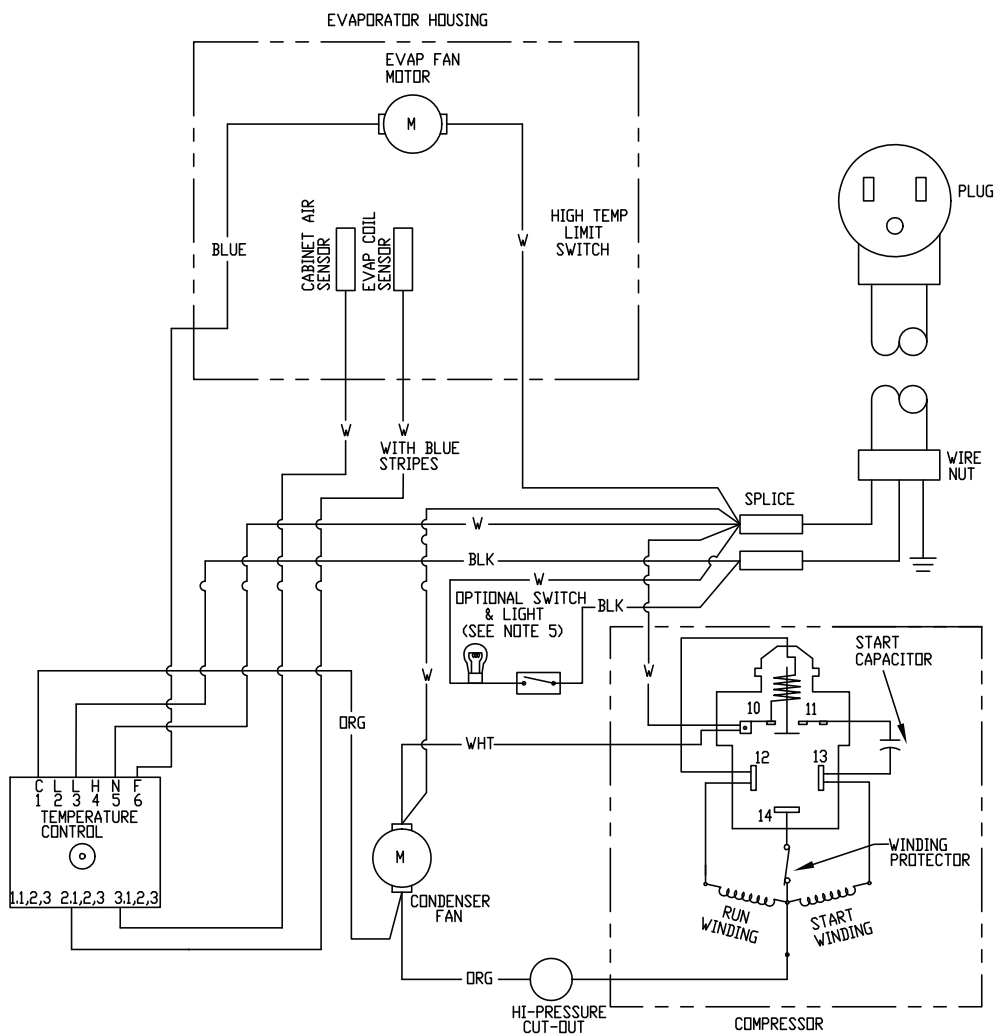 EVAPORATOR HOUSING
EVAP FAN
MOTOR
M
PLUG
CABINET AIR
SENSOR
EVAP COIL
SENSOR
HIGH TEMP
LIMIT
SWITCH
BLUE
W
W
W
WITH BLUE
STRIPES
WIRE
NUT
SPLICE
W
BLK
W
OPTIONAL SWITCH
& LIGHT
(SEE NOTE 5)
BLK
START
CAPACITOR
W
W
ORG
10
11
WHT
12
13
C L L H N F
1 2 3 4 5 6
TEMPERATURE
CONTROL
14
M
WINDING
PROTECTOR
1.1,2,3 2.1,2,3 3.1,2,3
CONDENSER
FAN
RUN
WINDING
START
WINDING
ORG
HI-PRESSURE
CUT-OUT
COMPRESSOR